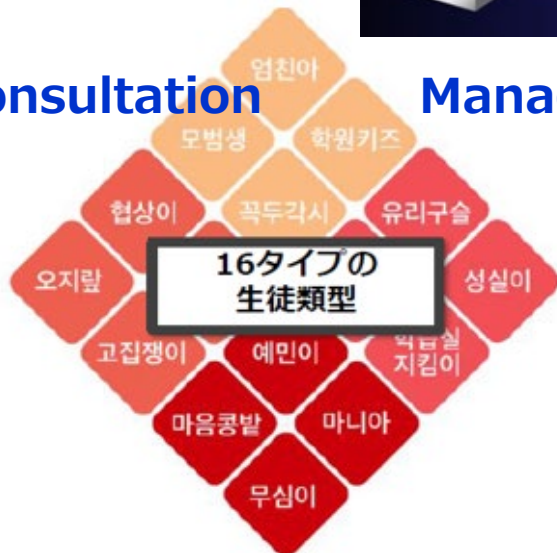 엄친아
onsultation
Mana
모범생
학원키즈
협상이
꼭두각시
유리구슬
16タイプの
生徒類型
오지랖
성실이
고집쟁이
예민이
학습실
지킴이
마음콩밭
마니아
무심이